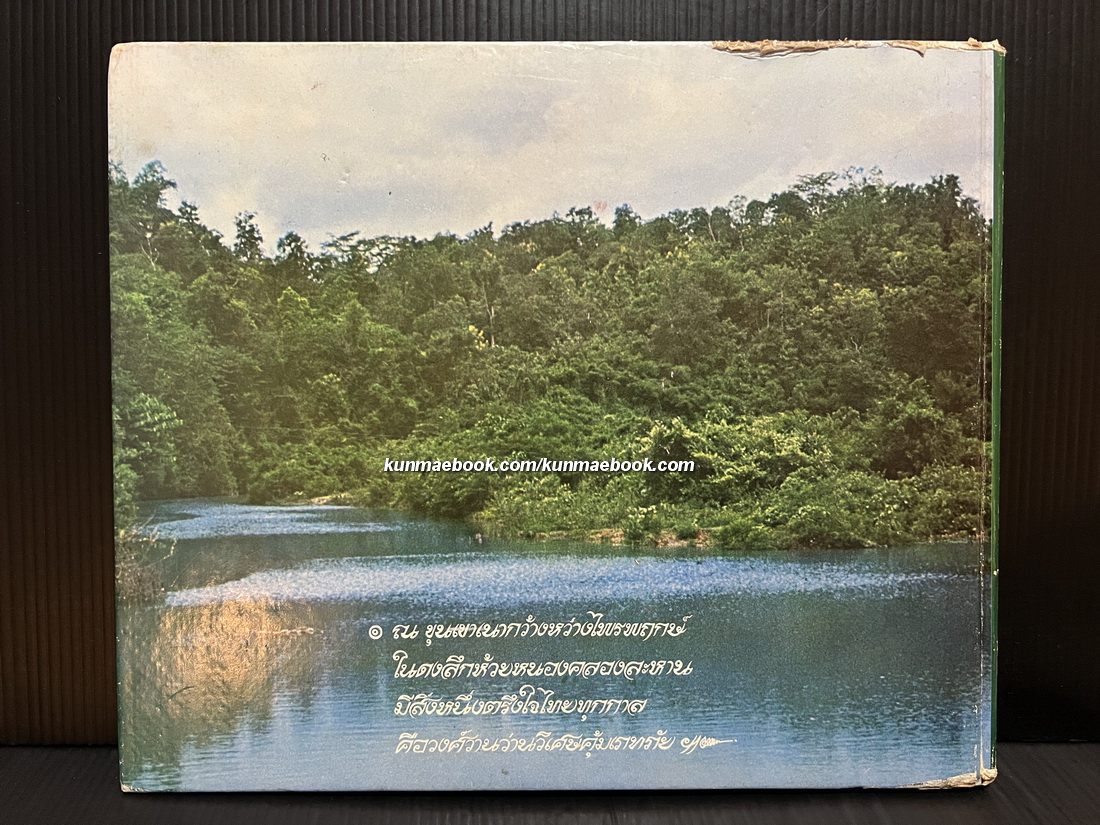 kunmaebook.com/kunmaebook.com
๏ ณ ขุนเขาเนากว้างหว่างไพรพฤกษ์
ในดงลึกห้วยหนองคลองละหาน
มีสิ่งหนึ่งตรึงใจไทยทุกกาล
คือวงศ์ว่านว่านวิเศษคุ้มเภทภัย ๚ะ๛